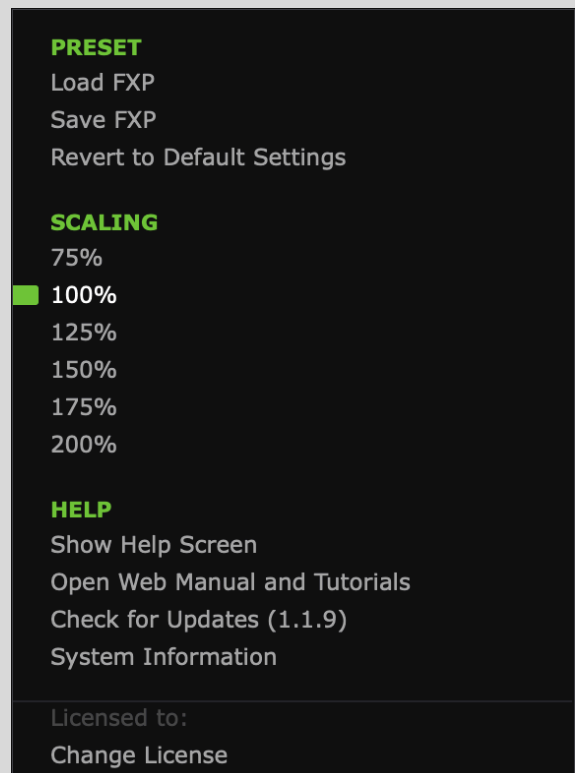 PRESET
Load FXP
Save FXP
Revert to Default Settings
SCALING
75%
100%
125%
150%
175%
200%
HELP
Show Help Screen
Open Web Manual and Tutorials
Check for Updates (1.1.9)
System Information
Licensed to:
Change License